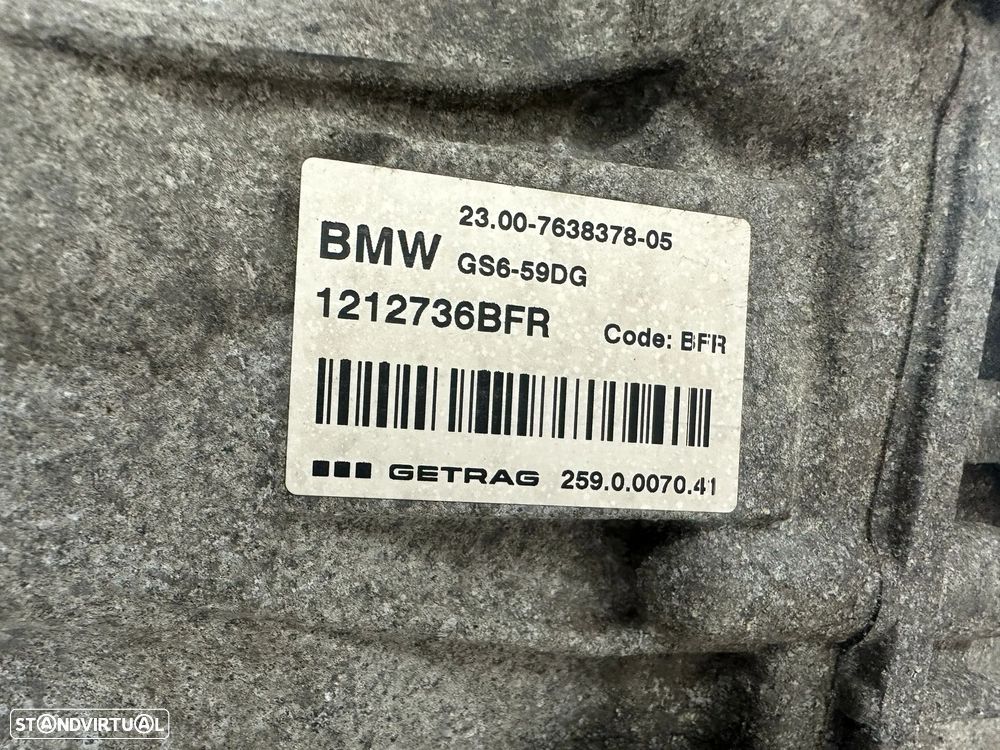 23.00-7638378-05
BMW GS6-59DG
1212736BFR Code: BFR
GETRAG 259.0.0070.41
STANDVIRTUAL